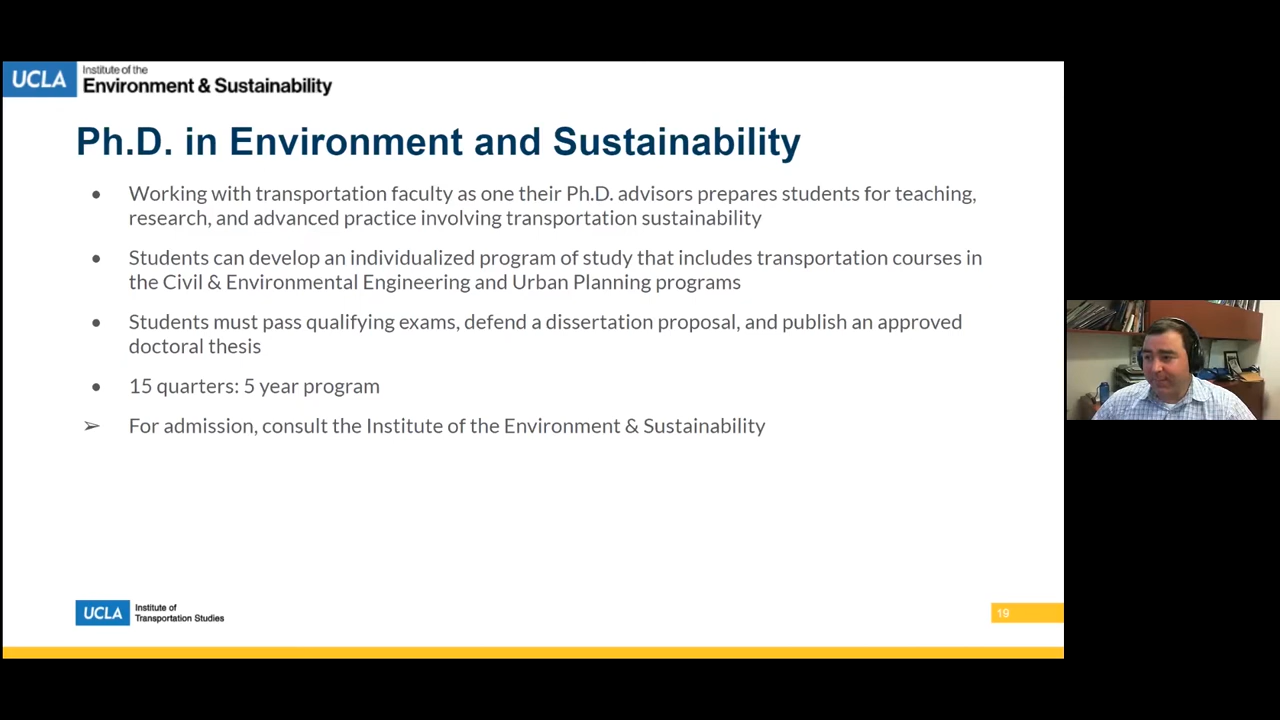 UCLA
Institute of the
Environment & Sustainability
Ph.D. in Environment and Sustainability
● Working with transportation faculty as one their Ph.D. advisors prepares students for teaching,
research, and advanced practice involving transportation sustainability
● Students can develop an individualized program of study that includes transportation courses in
the Civil & Environmental Engineering and Urban Planning programs
● Students must pass qualifying exams, defend a dissertation proposal, and publish an approved
doctoral thesis
● 15 quarters: 5 year program
➢ For admission, consult the Institute of the Environment & Sustainability
UCLA
Institute of
Transportation Studies
19